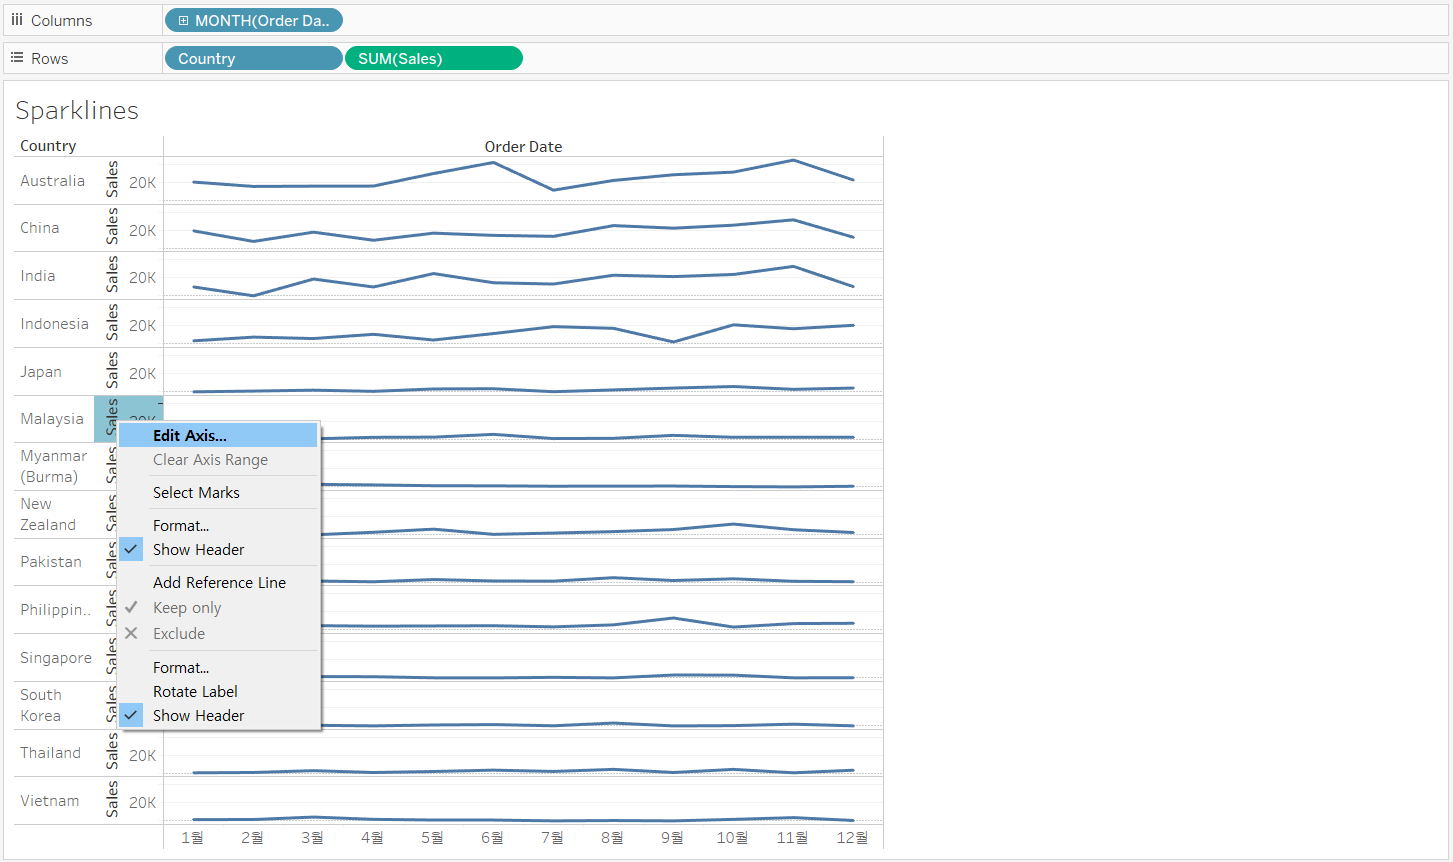 Columns
MONTH(Order Da..
Rows
Country
SUM(Sales)
Sparklines
Country
Order Date
Australia
Sales
20K
China
Sales
20K
India
Sales
20K
Indonesia
Sales
20K
Japan
Sales
20K
Malaysia
Sales
20K
Myanmar
(Burma)
Sales
New
Zealand
Sales
Pakistan
Sales
Philippin..
Sales
Singapore
Sales
South
Korea
Sales
Thailand
Sales
20K
Vietnam
Sales
20K
Edit Axis...
Clear Axis Range
Select Marks
Format...
Show Header
Add Reference Line
Keep only
Exclude
Format...
Rotate Label
Show Header
1월 2월 3월 4월 5월 6월 7월 8월 9월 10월 11월 12월